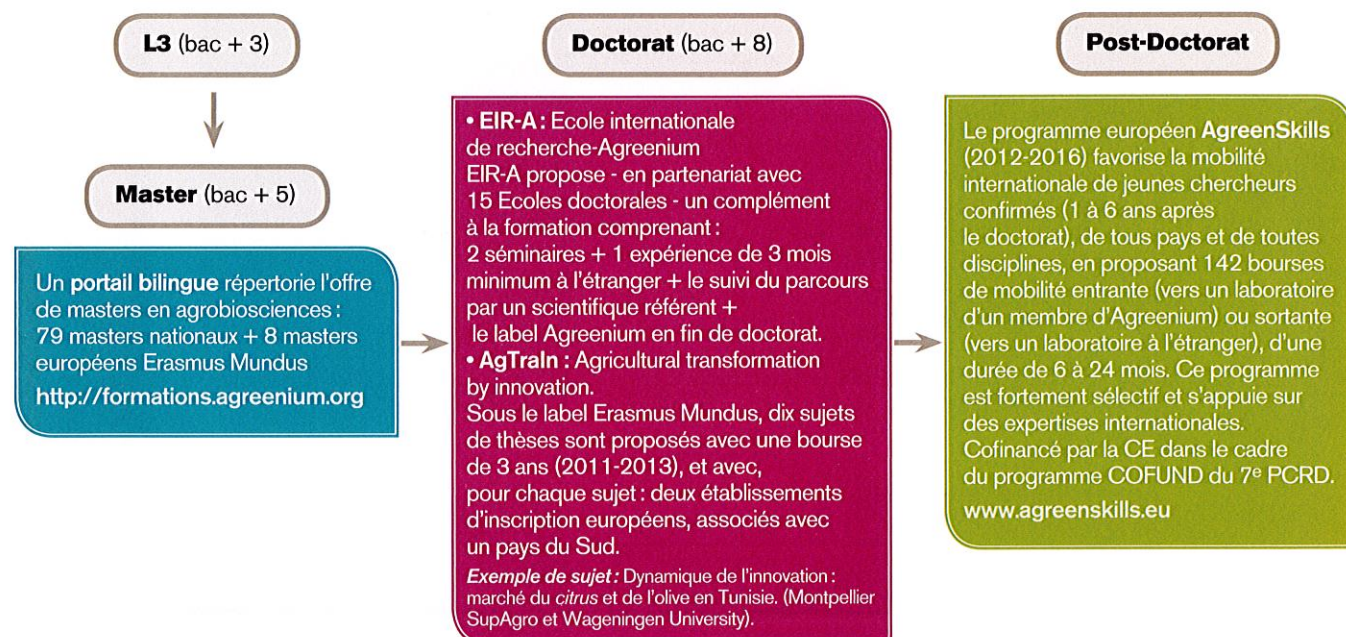 L3 (bac + 3)
Master (bac + 5)
Un portail bilingue répertorie l'offre
de masters en agrobiosciences :
79 masters nationaux + 8 masters
européens Erasmus Mundus
http://formations.agreenium.org
Doctorat (bac + 8)
• EIR-A : Ecole internationale
de recherche-Agreenium
EIR-A propose - en partenariat avec
15 Ecoles doctorales - un complément
à la formation comprenant :
2 séminaires + 1 expérience de 3 mois
minimum à l'étranger + le suivi du parcours
par un scientifique référent +
le label Agreenium en fin de doctorat.
• AgTraIn : Agricultural transformation
by innovation.
Sous le label Erasmus Mundus, dix sujets
de thèses sont proposés avec une bourse
de 3 ans (2011-2013), et avec,
pour chaque sujet : deux établissements
d'inscription européens, associés avec
un pays du Sud.
Exemple de sujet : Dynamique de l'innovation :
marché du citrus et de l'olive en Tunisie. (Montpellier
SupAgro et Wageningen University).
Post-Doctorat
Le programme européen AgreenSkills
(2012-2016) favorise la mobilité
internationale de jeunes chercheurs
confirmés (1 à 6 ans après
le doctorat), de tous pays et de toutes
disciplines, en proposant 142 bourses
de mobilité entrante (vers un laboratoire
d'un membre d'Agreenium) ou sortante
(vers un laboratoire à l'étranger), d'une
durée de 6 à 24 mois. Ce programme
est fortement sélectif et s'appuie sur
des expertises internationales.
Cofinancé par la CE dans le cadre
du programme COFUND du 7e PCRD.
www.agreenskills.eu